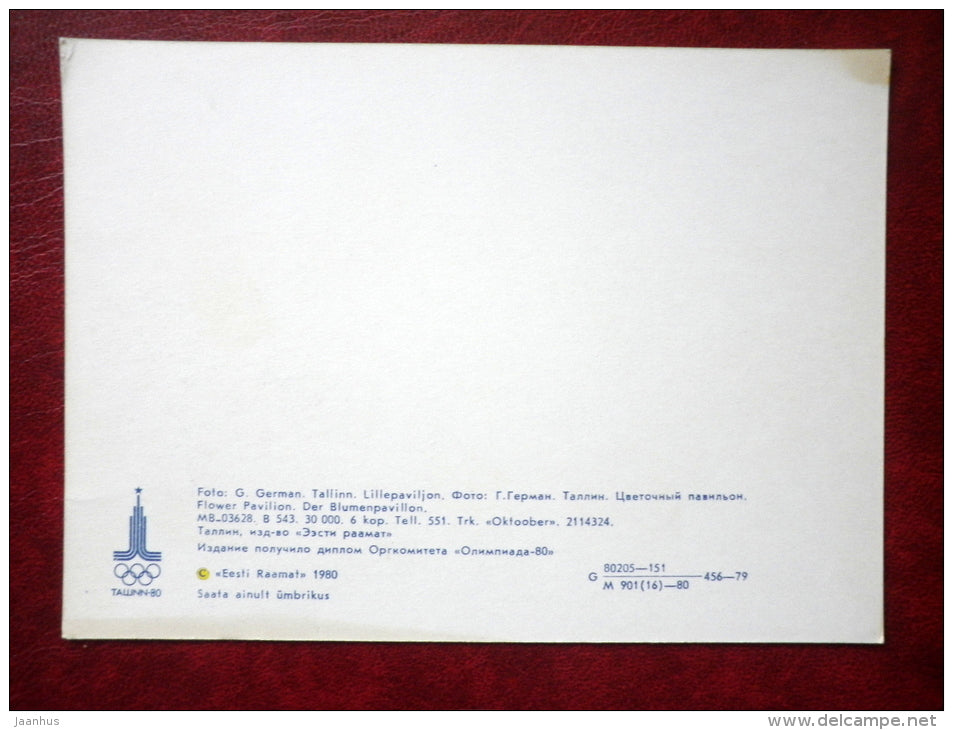 Foto: G. German. Tallinn. Lillepaviljon. Фото: Г.Герман. Таллин. Цветочный павильон.
Flower Pavilion. Der Blumenpavillon.
MB-03628. B 543. 30 000. 6 kop. Tell. 551. Trk. «Oktoober». 2114324.
Таллин, изд-во «Ээсти раамат»
Издание получило диплом Оргкомитета «Олимпиада-80»
© «Eesti Raamat» 1980
Saata ainult ümbrikus
TALLINN-80
G 80205—151 456—79
M 901(16)—80
jaanhus
www.delcampe.net